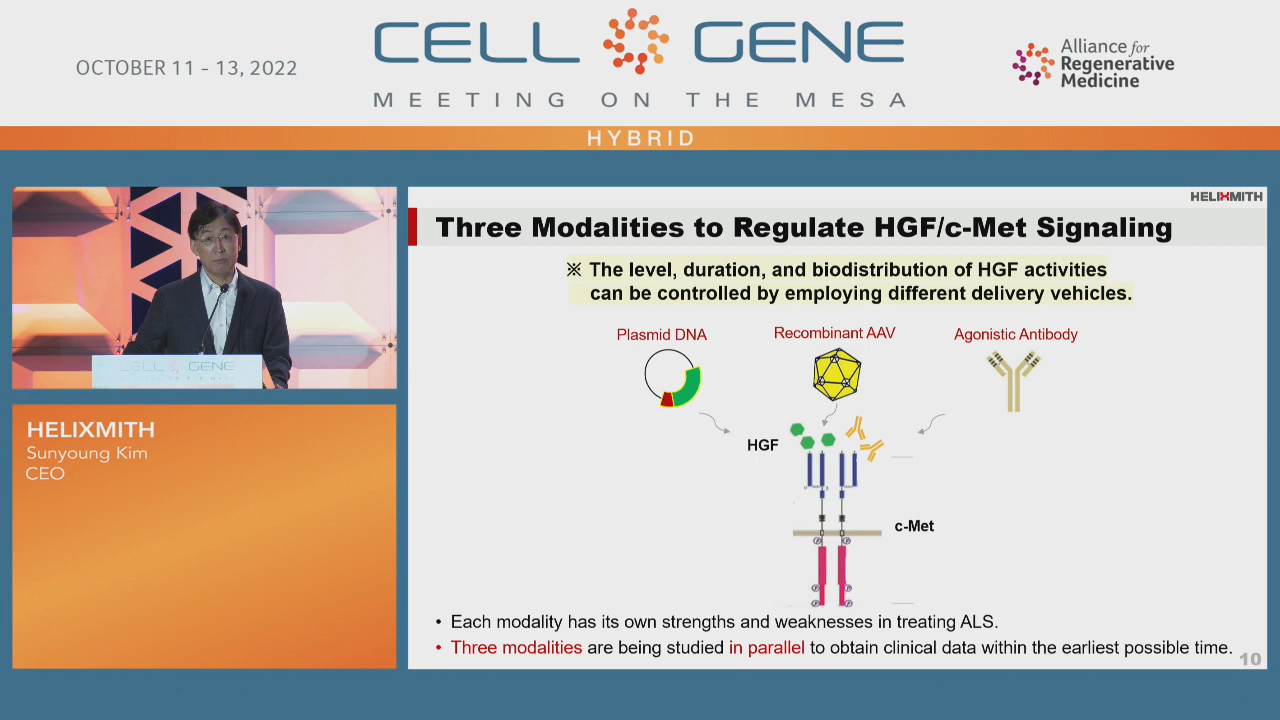 OCTOBER 11 - 13, 2022
CELL GENE
MEETING ON THE MESA
Alliance for
Regenerative
Medicine
HYBRID
CELL GENE
HELIXMITH
Sunyoung Kim
CEO
HELIXMITH
Three Modalities to Regulate HGF/c-Met Signaling
※ The level, duration, and biodistribution of HGF activities
can be controlled by employing different delivery vehicles.
Plasmid DNA
Recombinant AAV
Agonistic Antibody
HGF
c-Met
• Each modality has its own strengths and weaknesses in treating ALS.
• Three modalities are being studied in parallel to obtain clinical data within the earliest possible time.
10